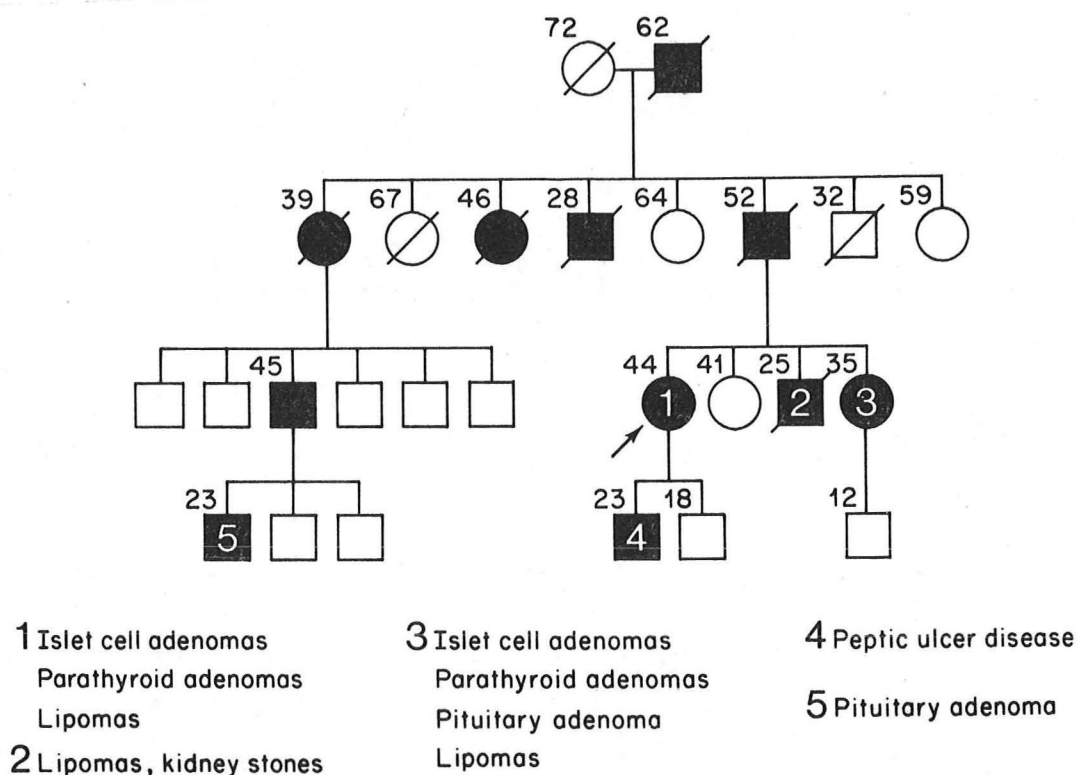 72 62
39 67 46 28 64 52 32 59
45 44 41 25 35
1 2 3
23 23 18 12
5 4
1 Islet cell adenomas
Parathyroid adenomas
Lipomas
2 Lipomas, kidney stones
3 Islet cell adenomas
Parathyroid adenomas
Pituitary adenoma
Lipomas
4 Peptic ulcer disease
5 Pituitary adenoma